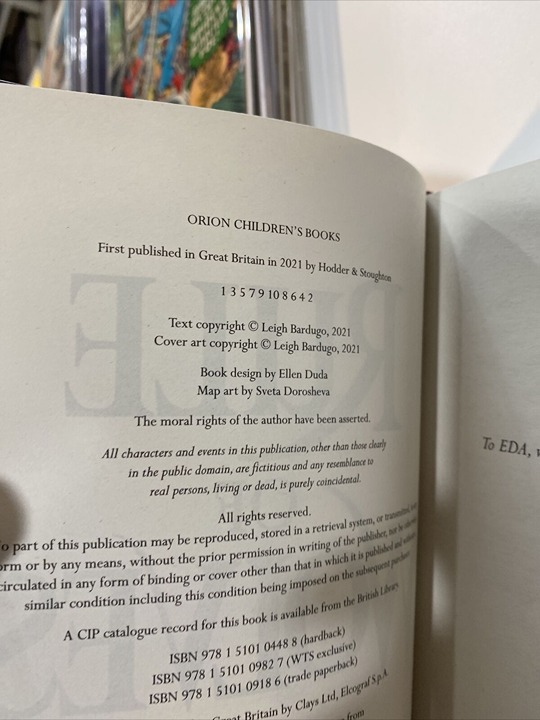 ORION CHILDREN'S BOOKS
First published in Great Britain in 2021 by Hodder & Stoughton
1 3 5 7 9 10 8 6 4 2
Text copyright © Leigh Bardugo, 2021
Cover art copyright © Leigh Bardugo, 2021
Book design by Ellen Duda
Map art by Sveta Dorosheva
The moral rights of the author have been asserted.
All characters and events in this publication, other than those clearly
in the public domain, are fictitious and any resemblance to
real persons, living or dead, is purely coincidental.
All rights reserved.
o part of this publication may be reproduced, stored in a retrieval system, or transmitted,
orm or by any means, without the prior permission in writing of the publisher, nor be otherwise
circulated in any form of binding or cover other than that in which it is published and without
similar condition including this condition being imposed on the subsequent purchaser.
A CIP catalogue record for this book is available from the British Library.
ISBN 978 1 5101 0448 8 (hardback)
ISBN 978 1 5101 0982 7 (WTS exclusive)
ISBN 978 1 5101 0918 6 (trade paperback)
Great Britain by Clays Ltd, Elcograf S.p.A.
from
To EDA,